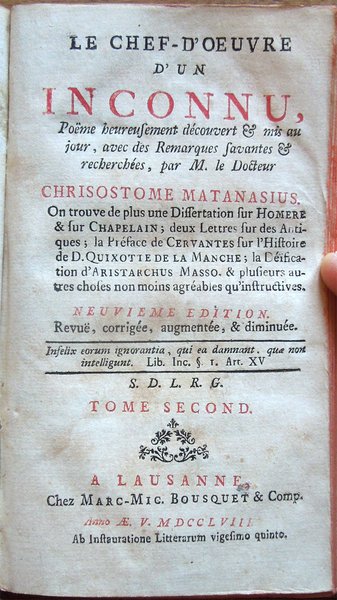 LE CHEF-D'OEUVRE
D'UN
INCONNU,
Poëme heureusement découvert & mis au
jour, avec des Remarques savantes &
recherchées, par M. le Docteur
CHRISOSTOME MATANASIUS.
On trouve de plus une Dissertation sur HOMERE
& sur CHAPELAIN; deux Lettres sur des Anti-
ques; la Préface de CERVANTES sur l'Histoire
de D. QUIXOTIE DE LA MANCHE; la Déification
d'ARISTARCHUS MASSO. & plusieurs au-
tres choses non moins agréables qu'instructives.
NEUVIEME EDITION.
Revuë, corrigée, augmentée, & diminuée.
Infelix eorum ignorantia, qui ea damnant, quæ non
intelligunt. Lib. Inc. §. 1. Art. XV
S. D. L. R. G.
TOME SECOND.
A LAUSANNE,
Chez MARC-MIC. BOUSQUET & Comp.
Anno Æ. V. MDCCLVIII
Ab Instauratione Litterarum vigesimo quinto.